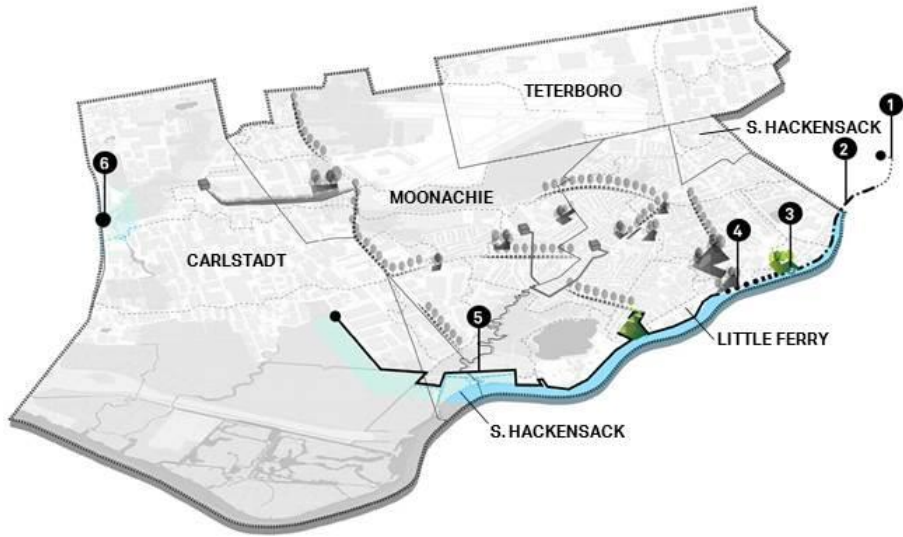 TETERBORO
1
S. HACKENSACK
2
6
MOONACHIE
3
4
CARLSTADT
5
LITTLE FERRY
S. HACKENSACK